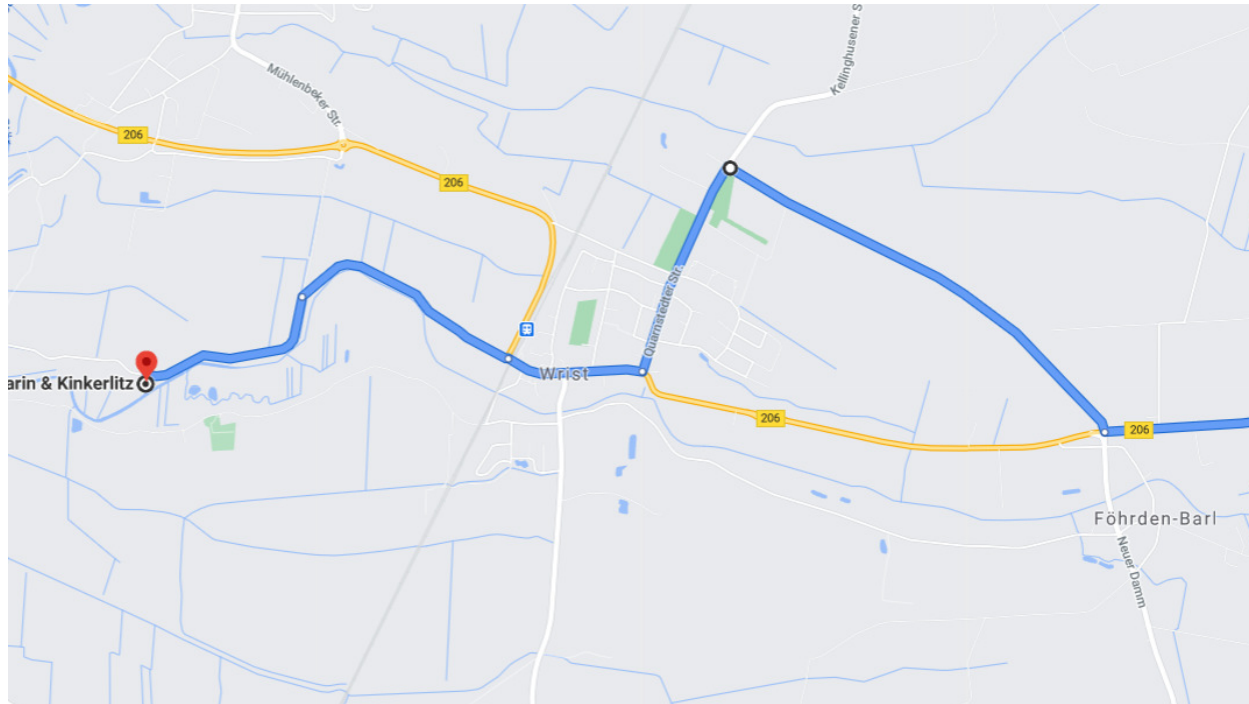 Kellinghusener S
Mühlenbeker Str.
206
206
Quarnstedter Str.
arin & Kinkerlitz
Wrist
206
206
Föhrden-Barl
Neuer Damm